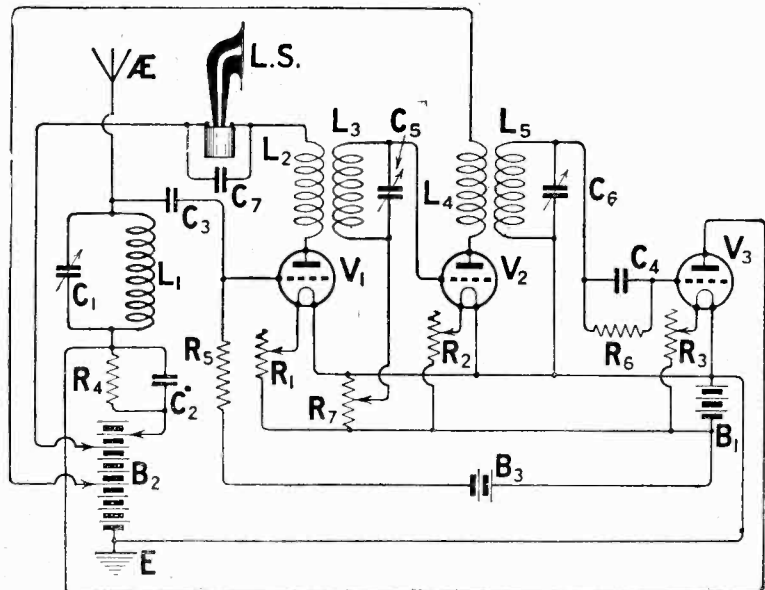 Æ
L.S.
L₂
L₃
C₅
L₅
C₇
L₄
C₆
C₃
C₁
L₁
V₁
V₂
C₄
V₃
R₄
C₂
R₅
R₁
R₇
R₂
R₆
R₃
B₂
B₃
B₁
E